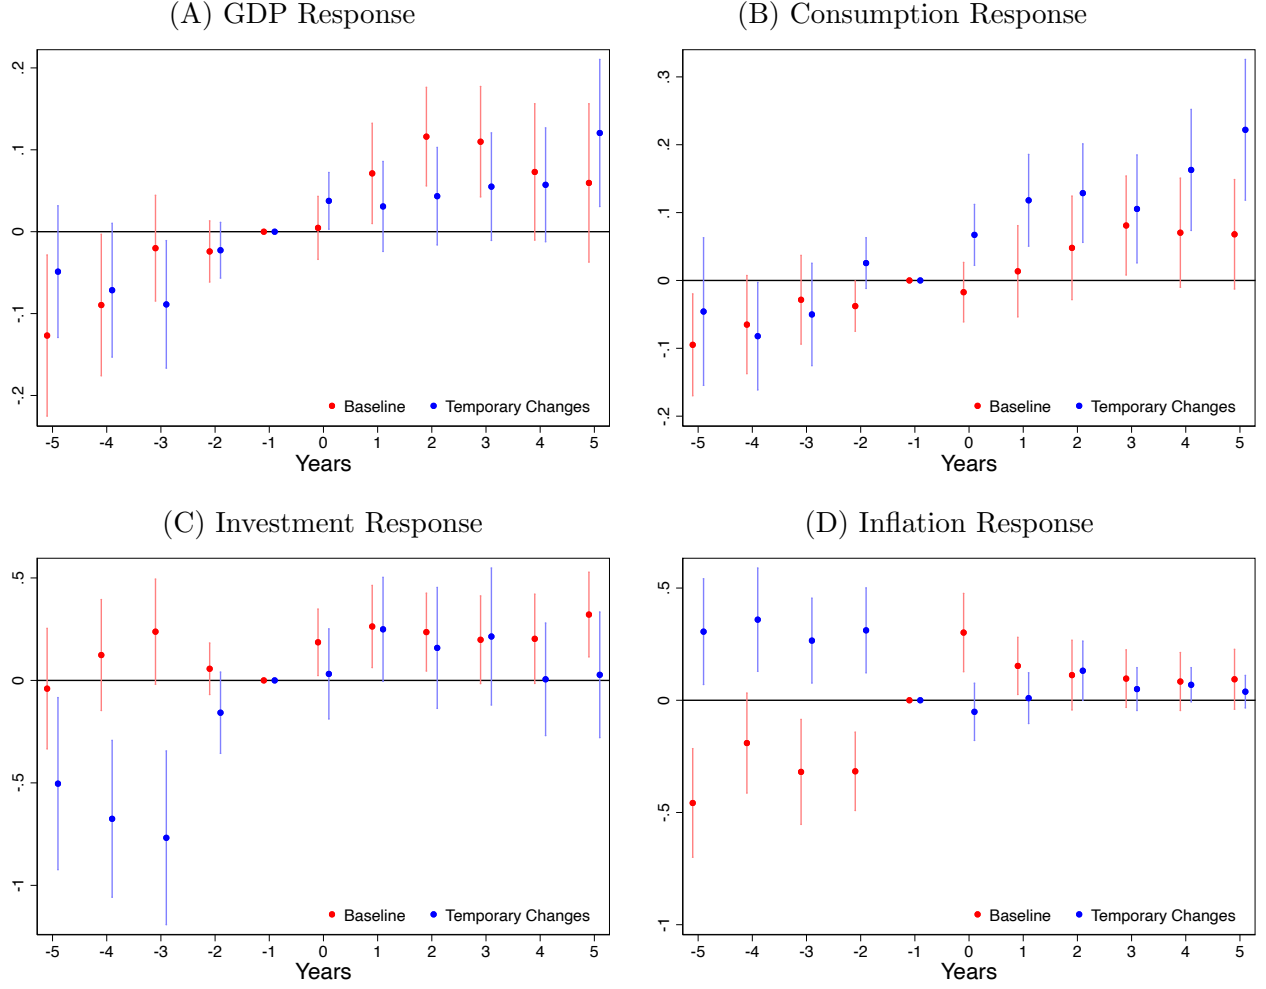 (A) GDP Response
.2
.1
0
-.1
-.2
Baseline
Temporary Changes
-5 -4 -3 -2 -1 0 1 2 3 4 5
Years
(B) Consumption Response
.3
.2
.1
0
-.1
-.2
Baseline
Temporary Changes
-5 -4 -3 -2 -1 0 1 2 3 4 5
Years
(C) Investment Response
.5
0
-.5
-1
Baseline
Temporary Changes
-5 -4 -3 -2 -1 0 1 2 3 4 5
Years
(D) Inflation Response
.5
0
-.5
-1
Baseline
Temporary Changes
-5 -4 -3 -2 -1 0 1 2 3 4 5
Years